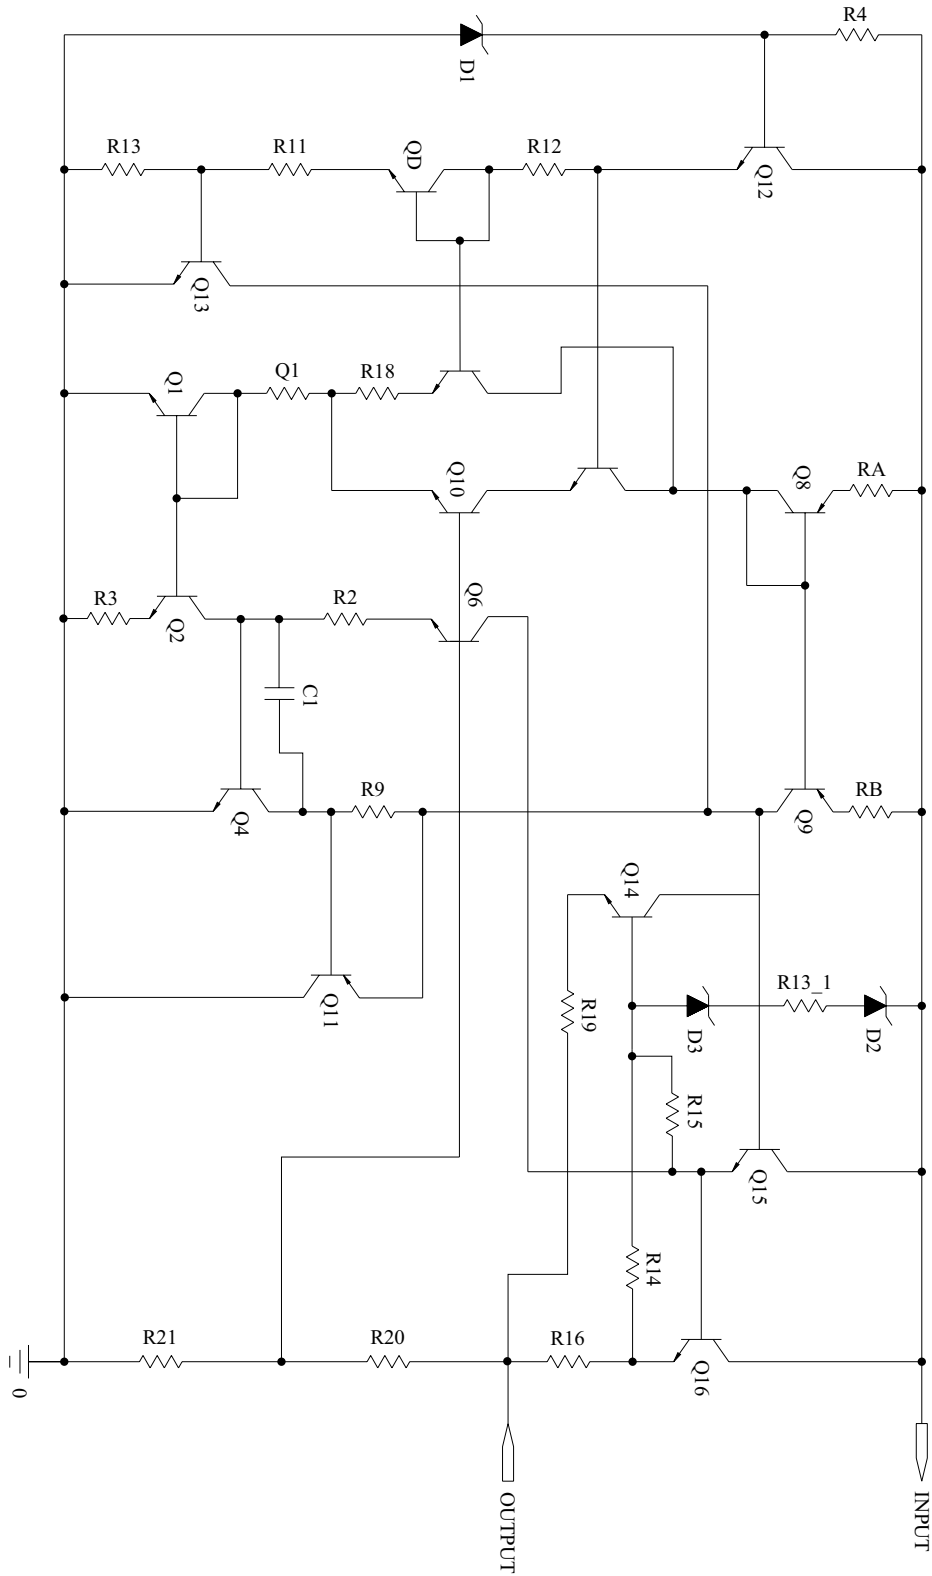 R4
D1
R13
R11
QD
R12
Q12
Q13
Q1
Q1
R18
Q10
Q8
RA
R3
Q2
R2
Q6
C1
Q4
R9
Q9
RB
Q14
Q11
R19
D3
R13_1
D2
R15
Q15
R14
R21
R20
R16
Q16
0
OUTPUT
INPUT